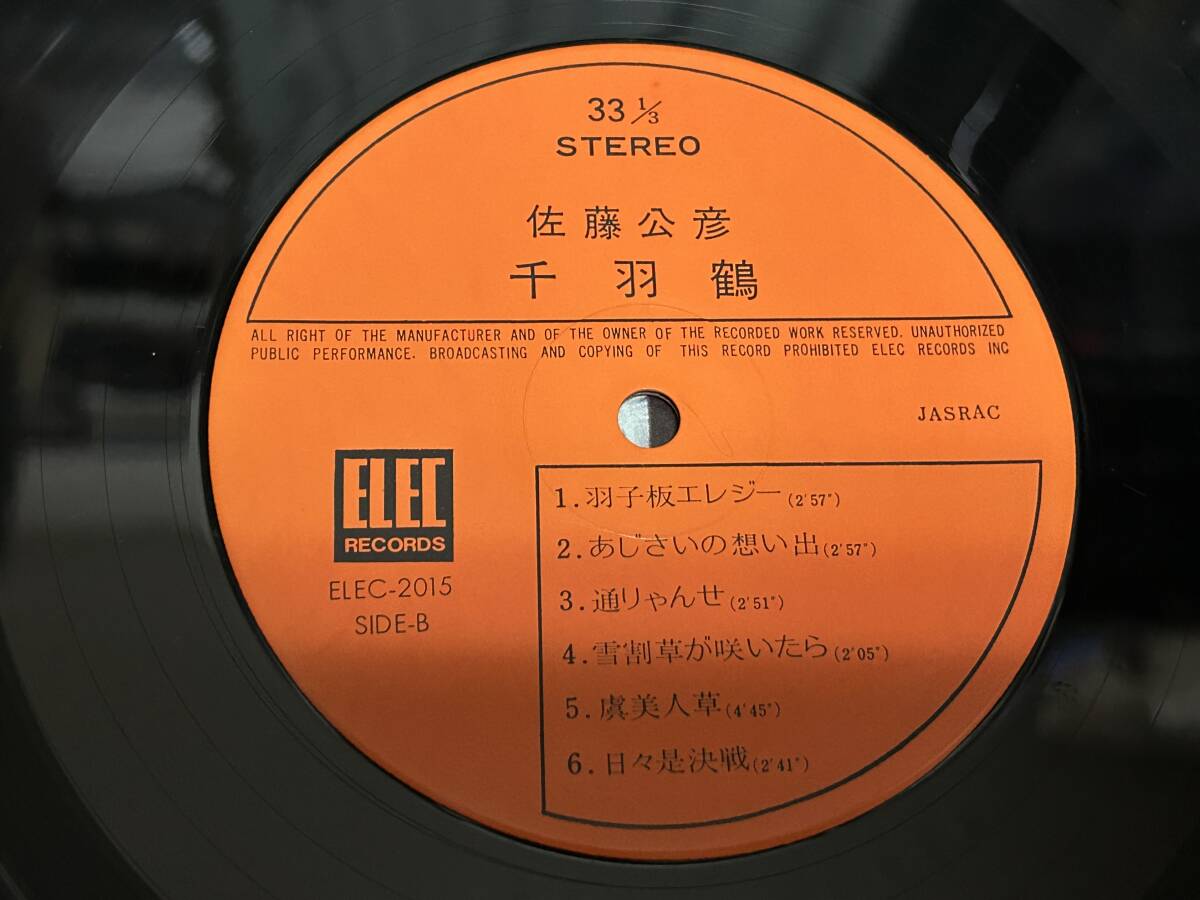 33 1/3
STEREO
佐藤公彦
千羽鶴
ALL RIGHT OF THE MANUFACTURER AND OF THE OWNER OF THE RECORDED WORK RESERVED. UNAUTHORIZED
PUBLIC PERFORMANCE. BROADCASTING AND COPYING OF THIS RECORD PROHIBITED ELEC RECORDS INC
JASRAC
ELEC
RECORDS
ELEC-2015
SIDE-B
1.羽子板エレジー(2'57")
2.あじさいの想い出(2'57")
3.通りゃんせ(2'51")
4.雪割草が咲いたら(2'05")
5.虞美人草(4'45")
6.日々是決戦(2'41")